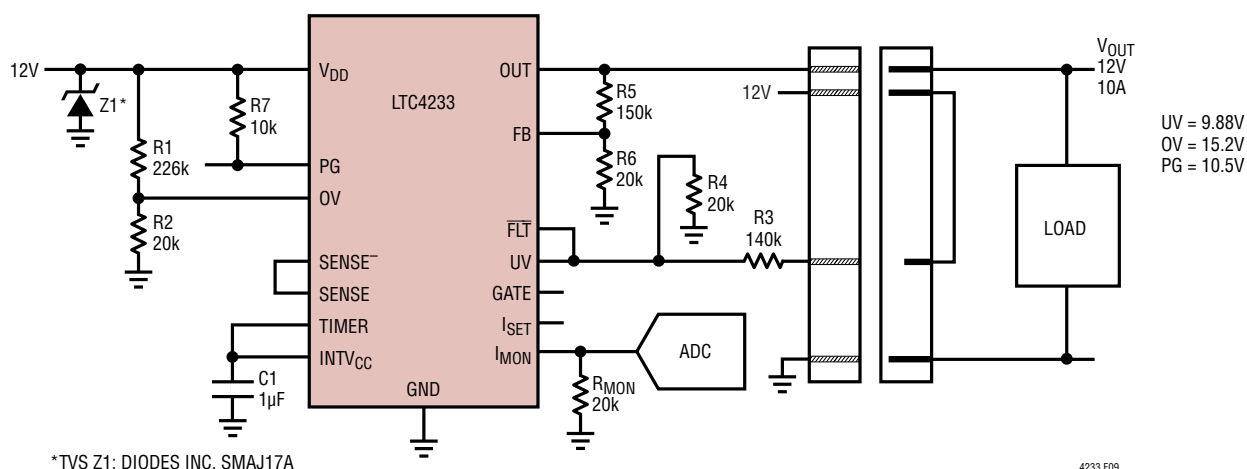 12V
Z1*
R1
226k
R2
20k
R7
10k
VDD
LTC4233
PG
OV
SENSE–
SENSE
TIMER
INTVCC
GND
C1
1µF
OUT
FB
FLT
UV
GATE
ISET
IMON
R5
150k
R6
20k
R4
20k
R3
140k
12V
RMON
20k
ADC
LOAD
VOUT
12V
10A
UV = 9.88V
OV = 15.2V
PG = 10.5V
*TVS Z1: DIODES INC. SMAJ17A
4233 F09